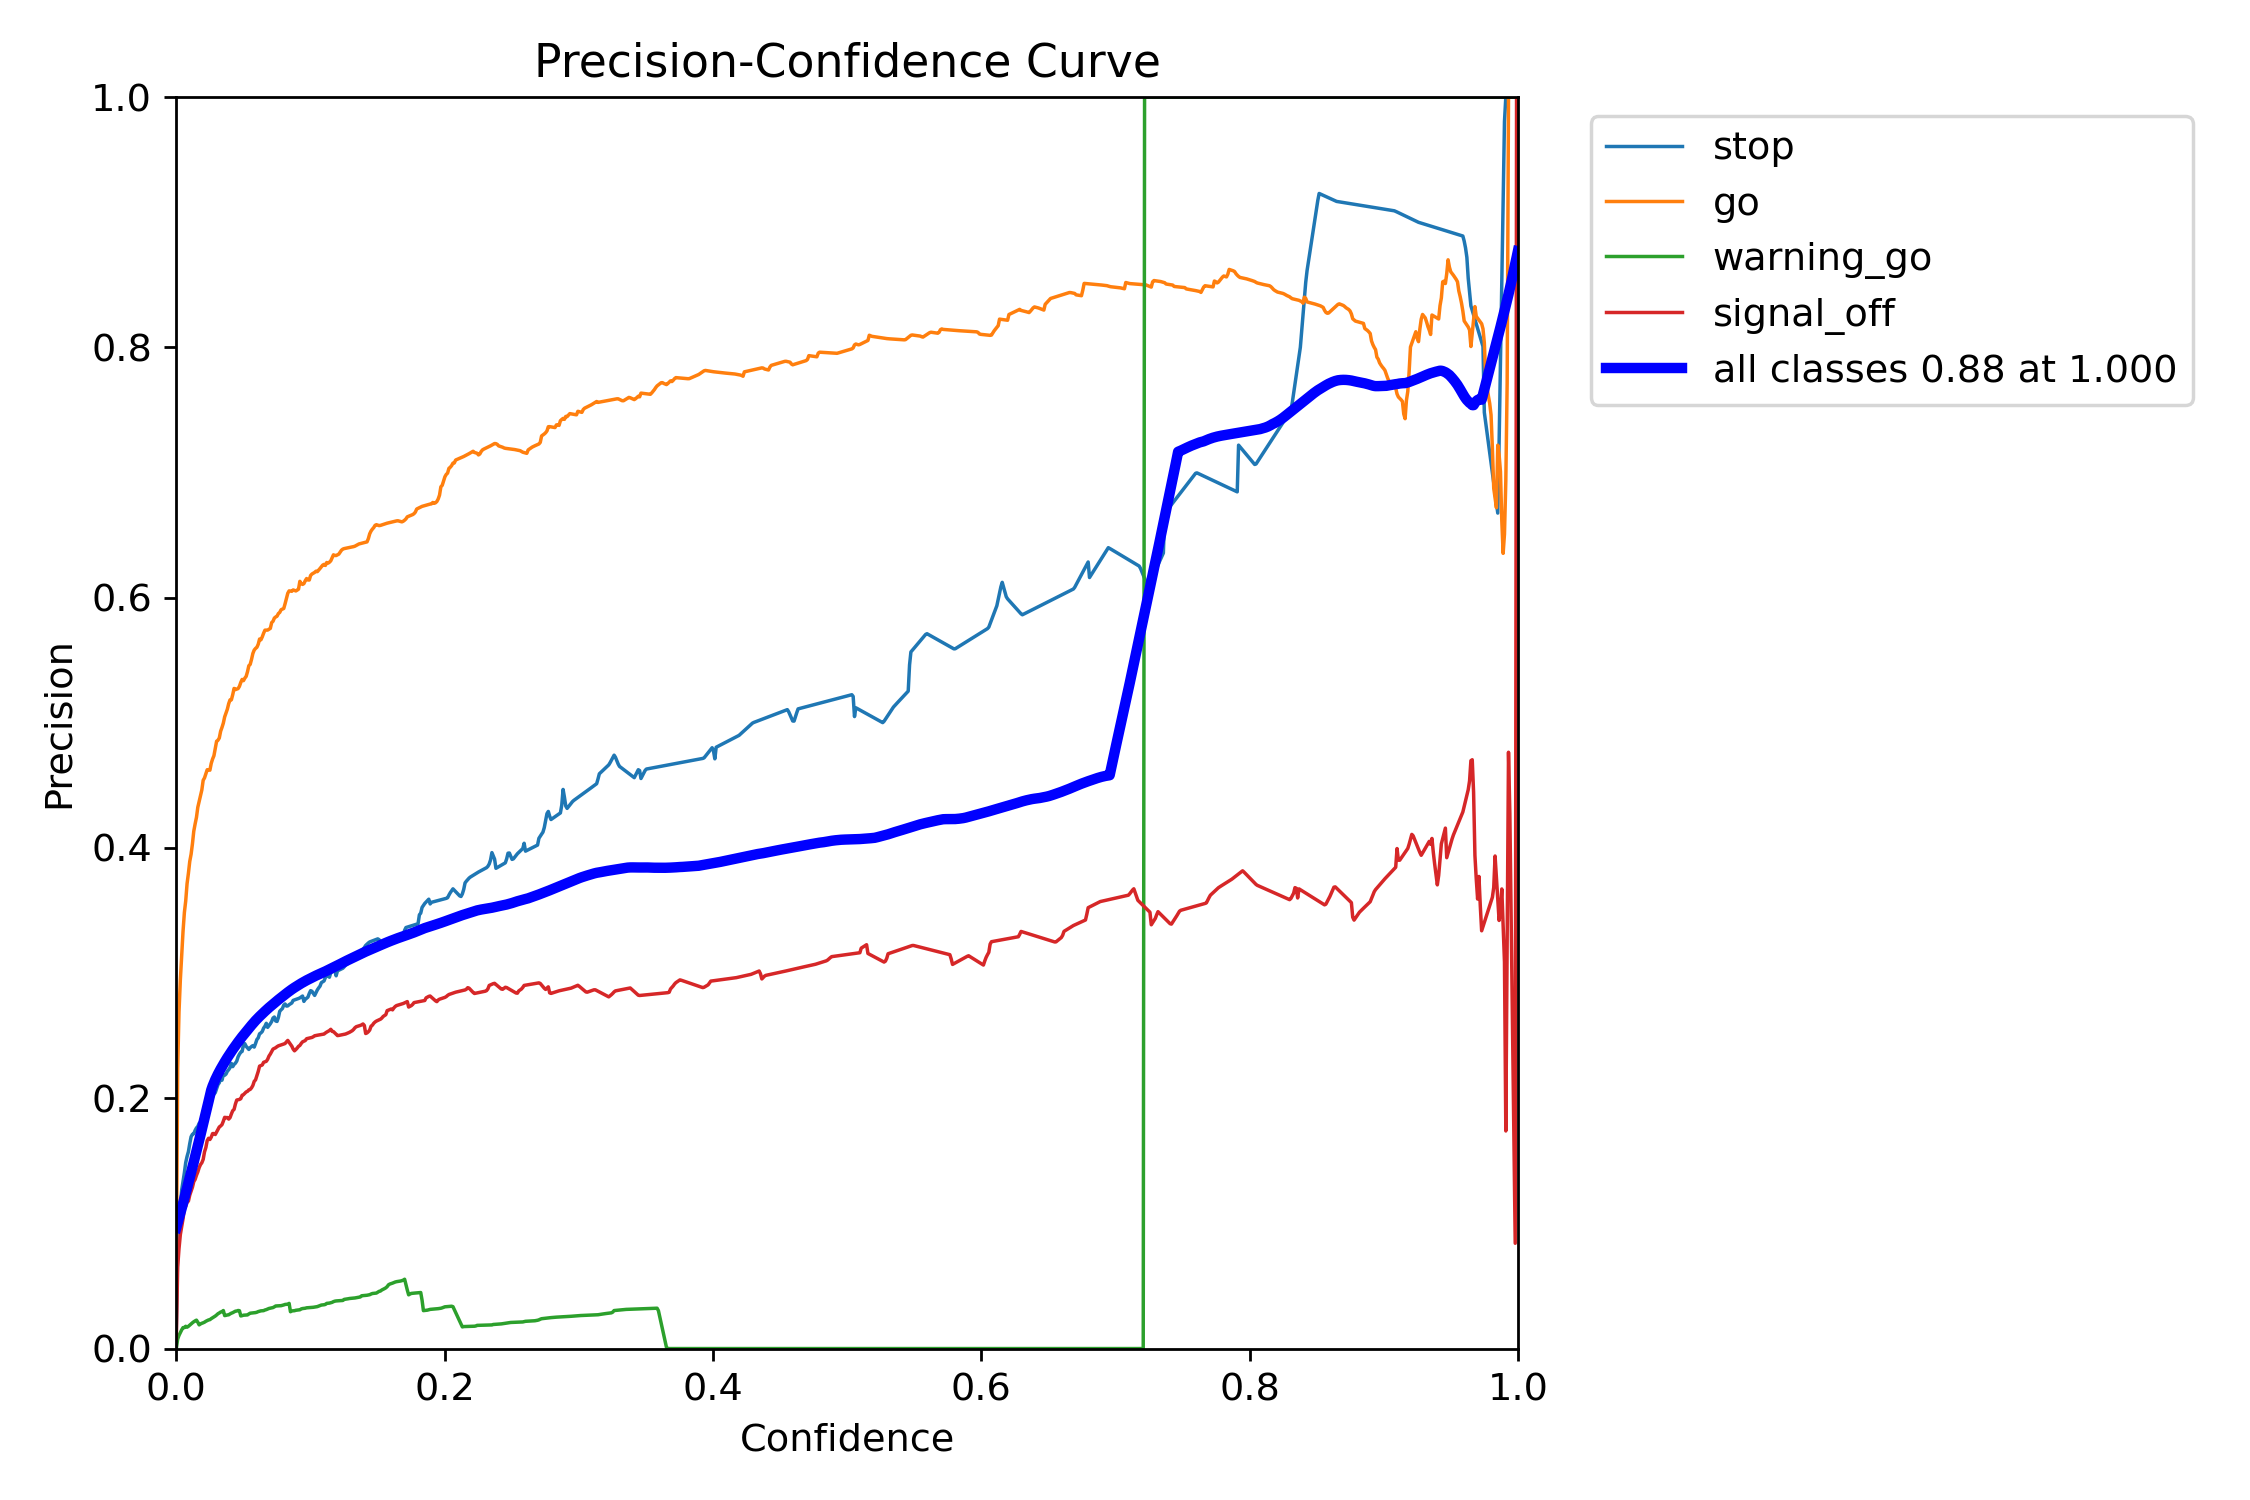 Precision-Confidence Curve
1.0
0.8
0.6
0.4
0.2
0.0
Precision
0.0 0.2 0.4 0.6 0.8 1.0
Confidence
stop
go
warning_go
signal_off
all classes 0.88 at 1.000